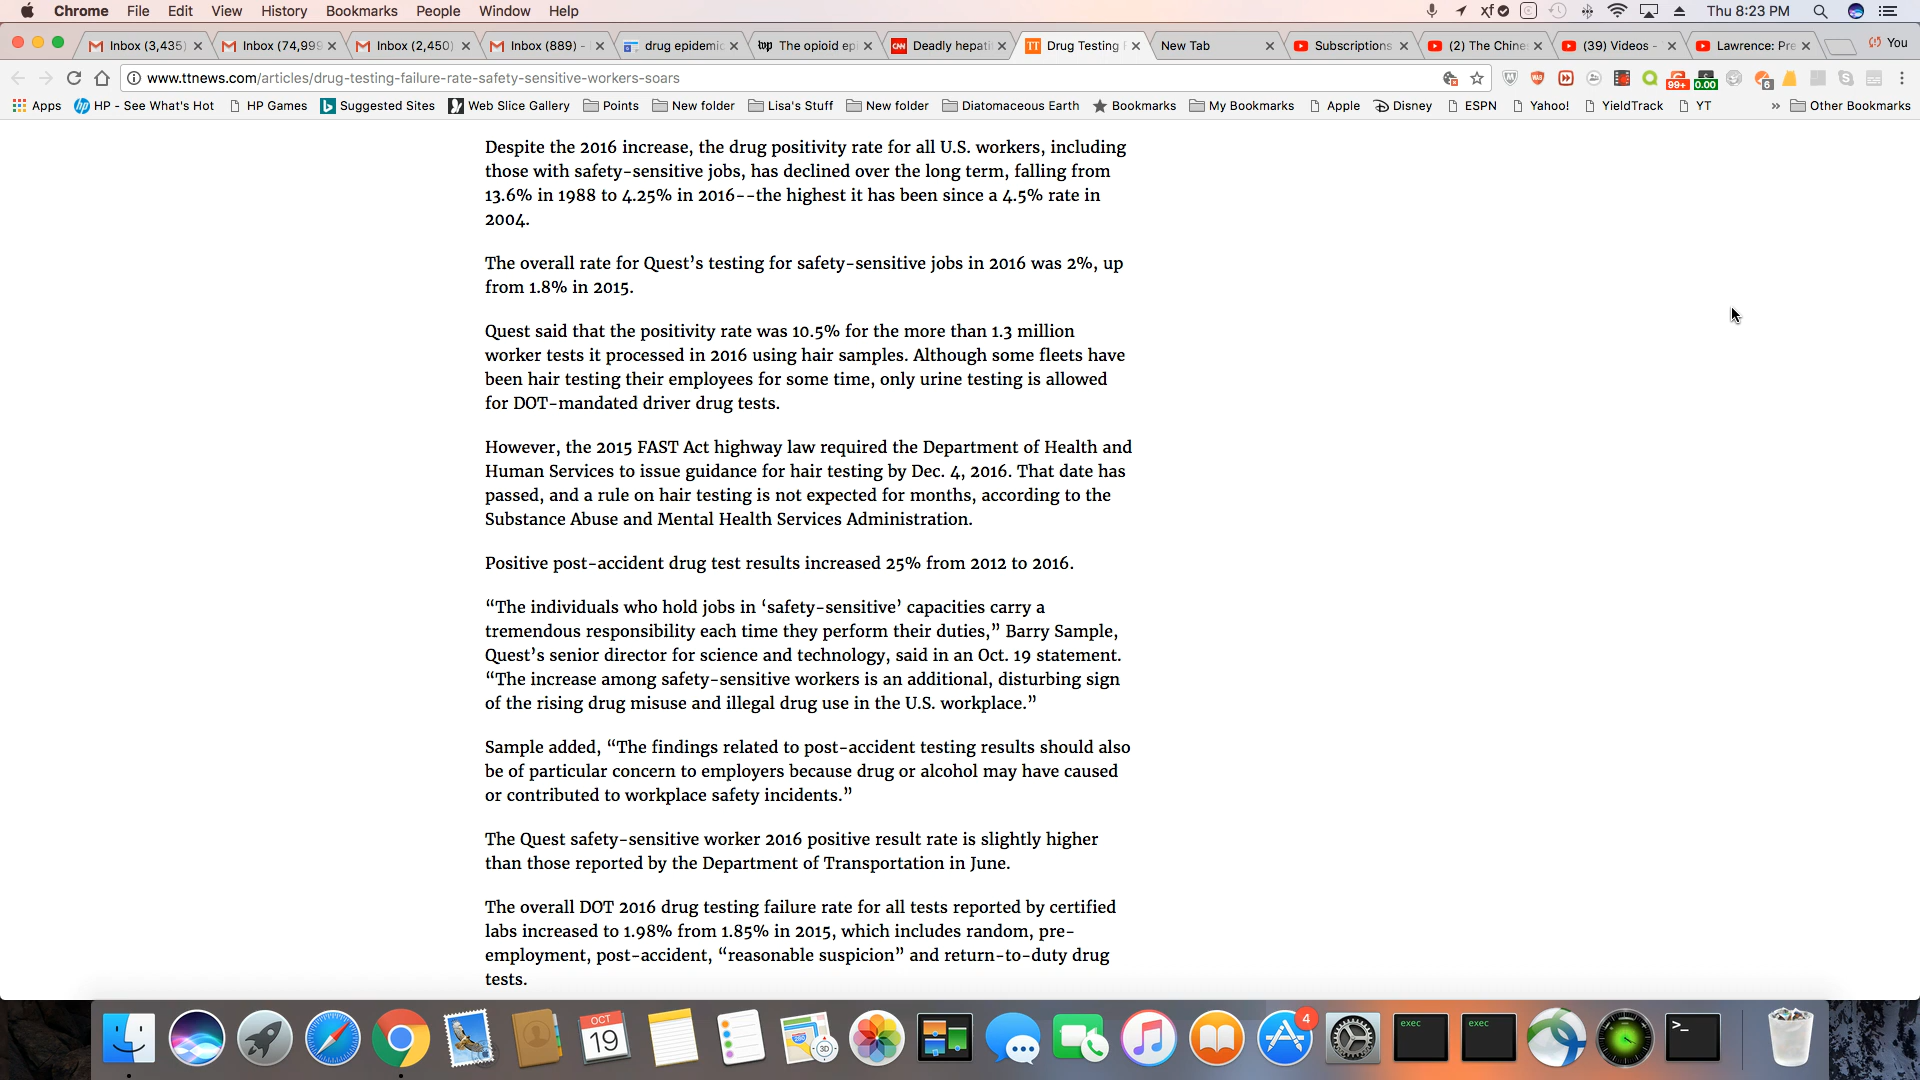 Chrome File Edit View History Bookmarks People Window Help Thu 8:23 PM
Inbox (3,435) Inbox (74,999 Inbox (2,450) Inbox (889) - drug epidemic The opioid ep Deadly hepati Drug Testing F New Tab Subscriptions (2) The Chine (39) Videos - Lawrence: Pre You
www.ttnews.com/articles/drug-testing-failure-rate-safety-sensitive-workers-soars 99+ 0.00 6
Apps HP - See What's Hot HP Games Suggested Sites Web Slice Gallery Points New folder Lisa's Stuff New folder Diatomaceous Earth Bookmarks My Bookmarks Apple Disney ESPN Yahoo! YieldTrack YT » Other Bookmarks
Despite the 2016 increase, the drug positivity rate for all U.S. workers, including
those with safety-sensitive jobs, has declined over the long term, falling from
13.6% in 1988 to 4.25% in 2016--the highest it has been since a 4.5% rate in
2004.
The overall rate for Quest’s testing for safety-sensitive jobs in 2016 was 2%, up
from 1.8% in 2015.
Quest said that the positivity rate was 10.5% for the more than 1.3 million
worker tests it processed in 2016 using hair samples. Although some fleets have
been hair testing their employees for some time, only urine testing is allowed
for DOT-mandated driver drug tests.
However, the 2015 FAST Act highway law required the Department of Health and
Human Services to issue guidance for hair testing by Dec. 4, 2016. That date has
passed, and a rule on hair testing is not expected for months, according to the
Substance Abuse and Mental Health Services Administration.
Positive post-accident drug test results increased 25% from 2012 to 2016.
“The individuals who hold jobs in ‘safety-sensitive’ capacities carry a
tremendous responsibility each time they perform their duties,” Barry Sample,
Quest’s senior director for science and technology, said in an Oct. 19 statement.
“The increase among safety-sensitive workers is an additional, disturbing sign
of the rising drug misuse and illegal drug use in the U.S. workplace.”
Sample added, “The findings related to post-accident testing results should also
be of particular concern to employers because drug or alcohol may have caused
or contributed to workplace safety incidents.”
The Quest safety-sensitive worker 2016 positive result rate is slightly higher
than those reported by the Department of Transportation in June.
The overall DOT 2016 drug testing failure rate for all tests reported by certified
labs increased to 1.98% from 1.85% in 2015, which includes random, pre-
employment, post-accident, “reasonable suspicion” and return-to-duty drug
tests.
OCT
19
3D
4
exec
exec